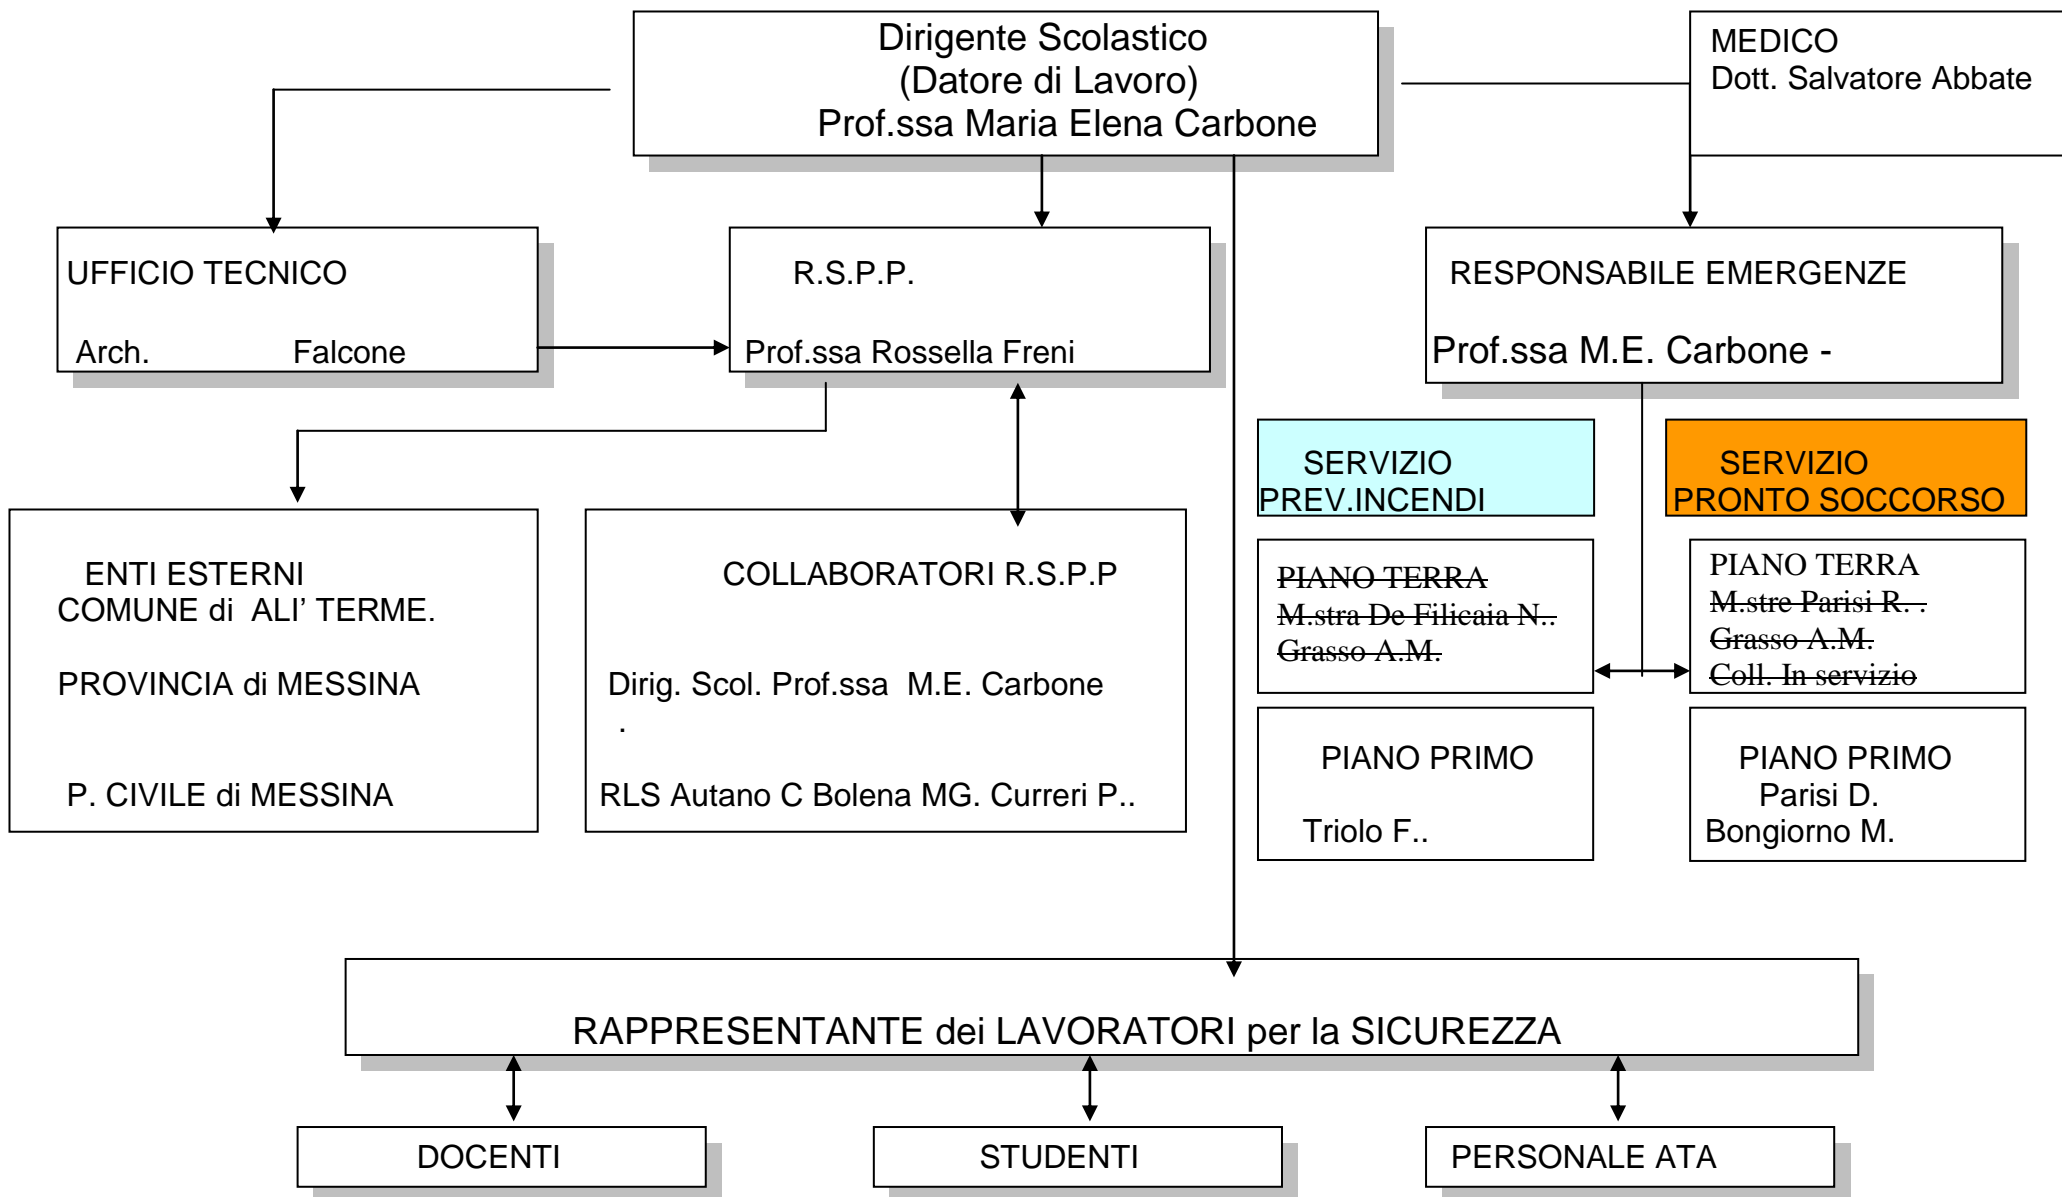 Dirigente Scolastico
(Datore di Lavoro)
Prof.ssa Maria Elena Carbone
MEDICO
Dott. Salvatore Abbate
UFFICIO TECNICO
Arch. Falcone
R.S.P.P.
Prof.ssa Rossella Freni
RESPONSABILE EMERGENZE
Prof.ssa M.E. Carbone -
SERVIZIO
PREV.INCENDI
SERVIZIO
PRONTO SOCCORSO
ENTI ESTERNI
COMUNE di ALI’ TERME.
PROVINCIA di MESSINA
P. CIVILE di MESSINA
COLLABORATORI R.S.P.P
Dirig. Scol. Prof.ssa M.E. Carbone
.
RLS Autano C Bolena MG. Curreri P..
PIANO TERRA
M.stra De Filicaia N..
Grasso A.M.
PIANO TERRA
M.stre Parisi R. .
Grasso A.M.
Coll. In servizio
PIANO PRIMO
Triolo F..
PIANO PRIMO
Parisi D.
Bongiorno M.
RAPPRESENTANTE dei LAVORATORI per la SICUREZZA
DOCENTI
STUDENTI
PERSONALE ATA